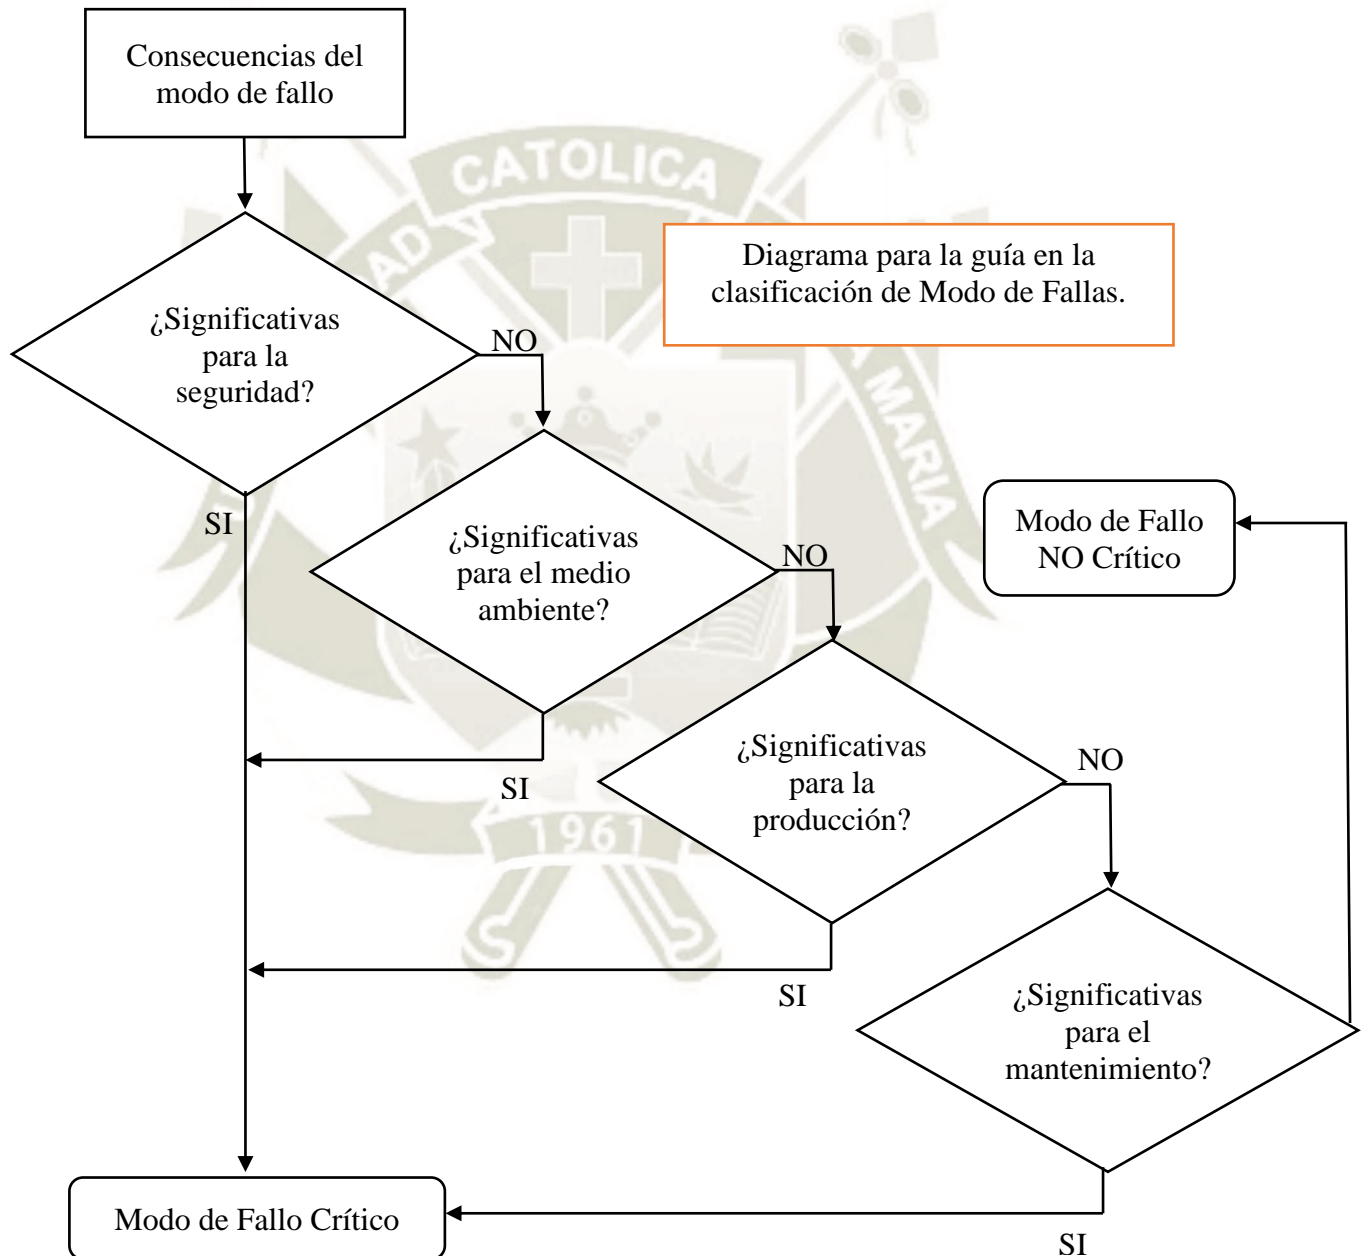 Consecuencias del
modo de fallo
CATOLICA
AD
Diagrama para la guía en la
clasificación de Modo de Fallas.
¿Significativas
para la
seguridad?
NO
A MARIA
SI
¿Significativas
para el medio
ambiente?
NO
Modo de Fallo
NO Crítico
SI
¿Significativas
para la
producción?
NO
1961
SI
¿Significativas
para el
mantenimiento?
Modo de Fallo Crítico
SI